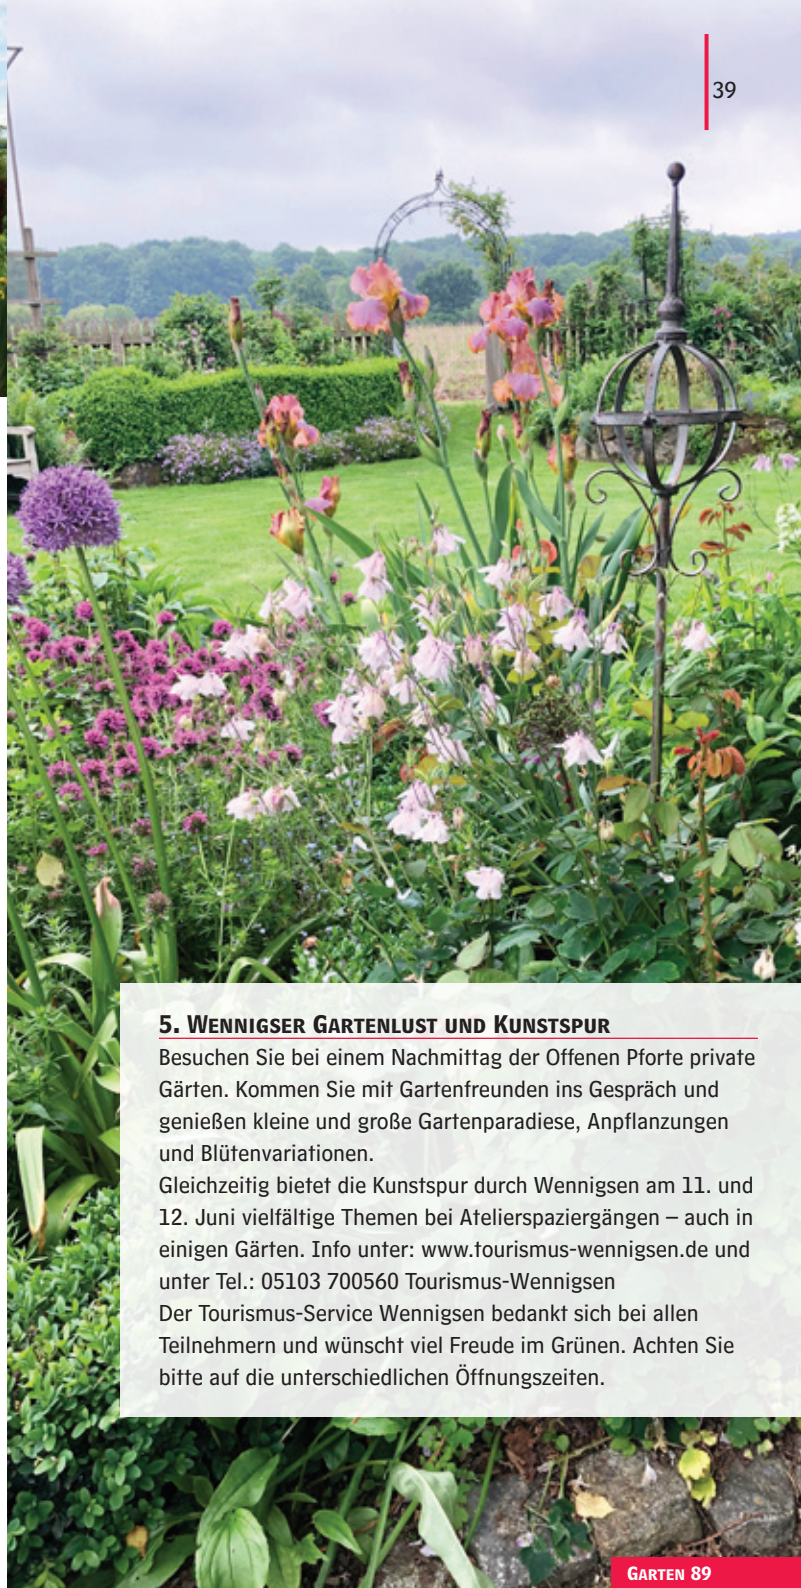 39
5. Wennigser Gartenlust und Kunstspur
Besuchen Sie bei einem Nachmittag der Offenen Pforte private
Gärten. Kommen Sie mit Gartenfreunden ins Gespräch und
genießen kleine und große Gartenparadiese, Anpflanzungen
und Blütenvariationen.
Gleichzeitig bietet die Kunstspur durch Wennigsen am 11. und
12. Juni vielfältige Themen bei Atelierspaziergängen – auch in
einigen Gärten. Info unter: www.tourismus-wennigsen.de und
unter Tel.: 05103 700560 Tourismus-Wennigsen
Der Tourismus-Service Wennigsen bedankt sich bei allen
Teilnehmern und wünscht viel Freude im Grünen. Achten Sie
bitte auf die unterschiedlichen Öffnungszeiten.
Garten 89